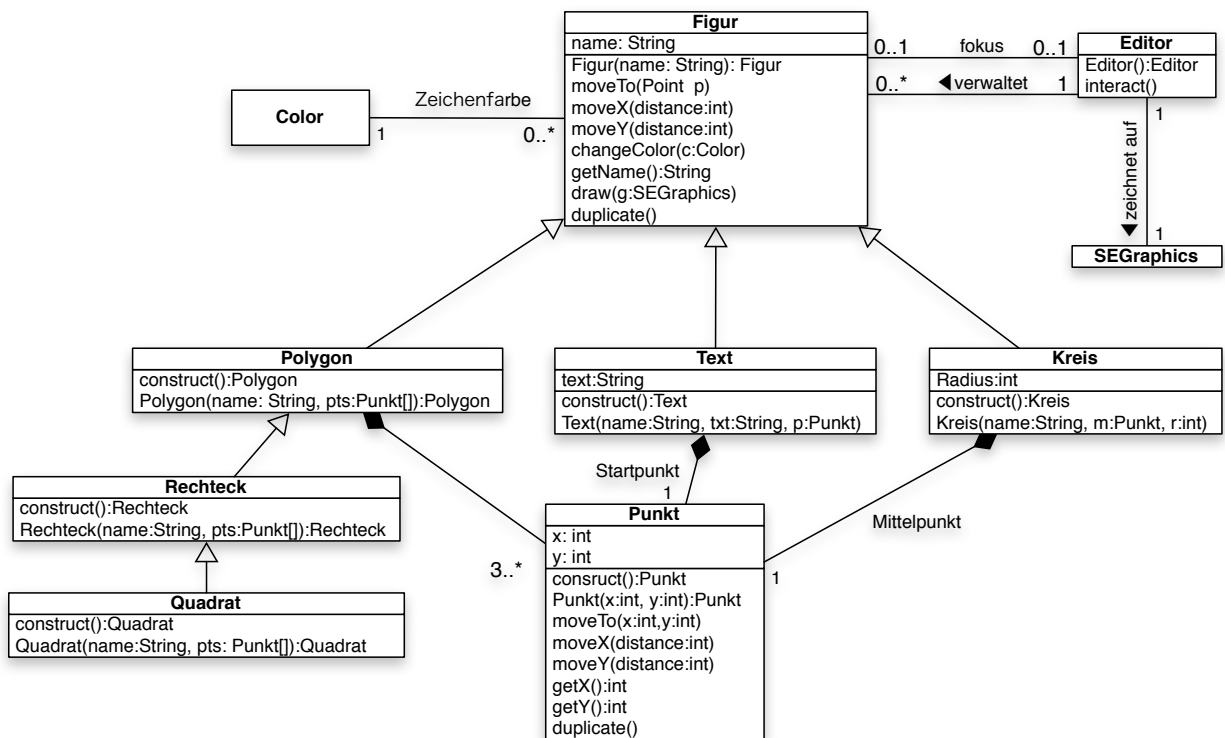 Figur
name: String
Figur(name: String): Figur
moveTo(Point p)
moveX(distance:int)
moveY(distance:int)
changeColor(c:Color)
getName():String
draw(g:SEGraphics)
duplicate()
0..1
fokus
0..1
0..*
◀verwaltet
1
Editor
Editor():Editor
interact()
Color
Zeichenfarbe
1
0..*
1
◀zeichnet auf
1
SEGraphics
Polygon
construct():Polygon
Polygon(name: String, pts:Punkt[]):Polygon
Text
text:String
construct():Text
Text(name:String, txt:String, p:Punkt)
Kreis
Radius:int
construct():Kreis
Kreis(name:String, m:Punkt, r:int)
Rechteck
construct():Rechteck
Rechteck(name:String, pts:Punkt[]):Rechteck
Startpunkt
1
Mittelpunkt
1
3..*
Quadrat
construct():Quadrat
Quadrat(name:String, pts: Punkt[]):Quadrat
Punkt
x: int
y: int
consruct():Punkt
Punkt(x:int, y:int):Punkt
moveTo(x:int,y:int)
moveX(distance:int)
moveY(distance:int)
getX():int
getY():int
duplicate()